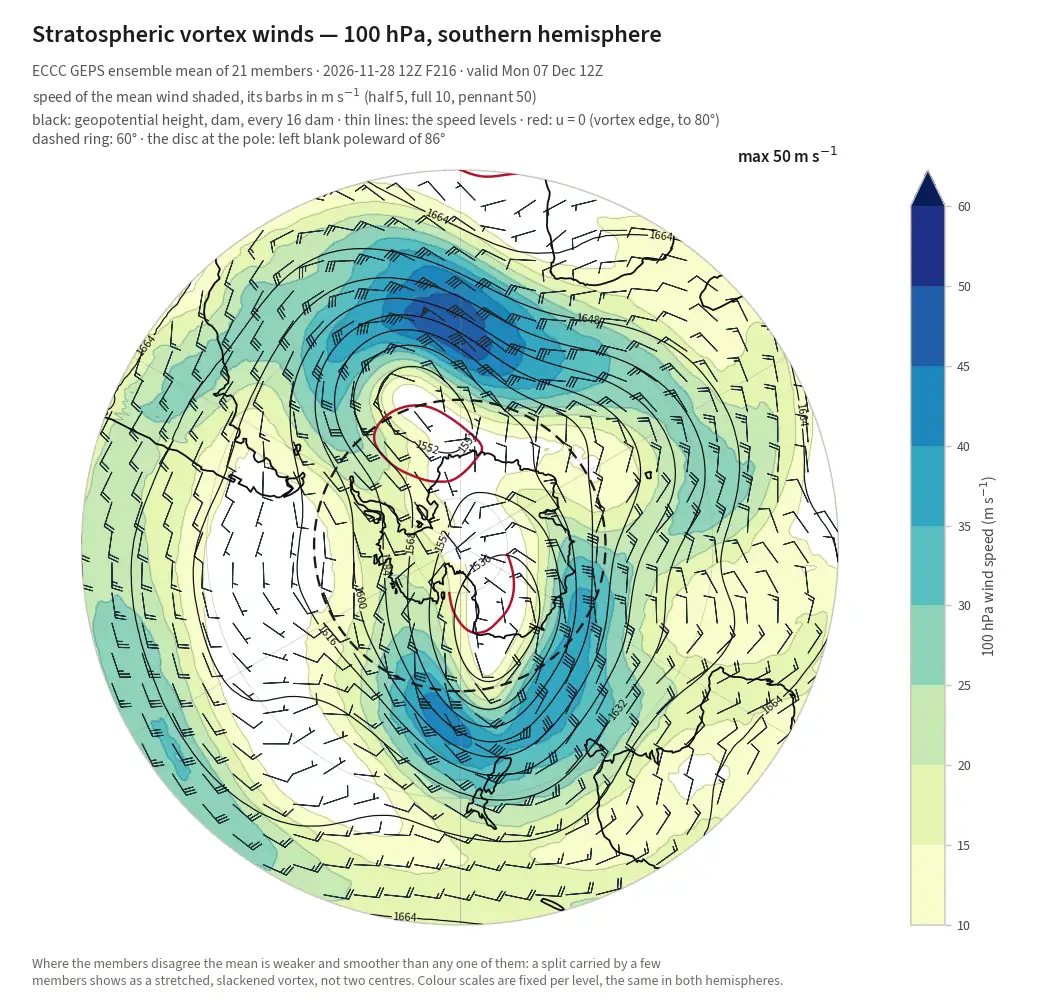 Stratospheric vortex winds — 100 hPa, southern hemisphere
ECCC GEPS ensemble mean of 21 members · 2026-11-28 12Z F216 · valid Mon 07 Dec 12Z
speed of the mean wind shaded, its barbs in m s⁻¹ (half 5, full 10, pennant 50)
black: geopotential height, dam, every 16 dam · thin lines: the speed levels · red: u = 0 (vortex edge, to 80°)
dashed ring: 60° · the disc at the pole: left blank poleward of 86°
max 50 m s⁻¹
1664
1664
1648
1664
1664
1552
1552
1568
1536
1600
1616
1632
1664
1664
60
50
45
40
35
30
25
20
15
10
100 hPa wind speed (m s⁻¹)
Where the members disagree the mean is weaker and smoother than any one of them: a split carried by a few
members shows as a stretched, slackened vortex, not two centres. Colour scales are fixed per level, the same in both hemispheres.